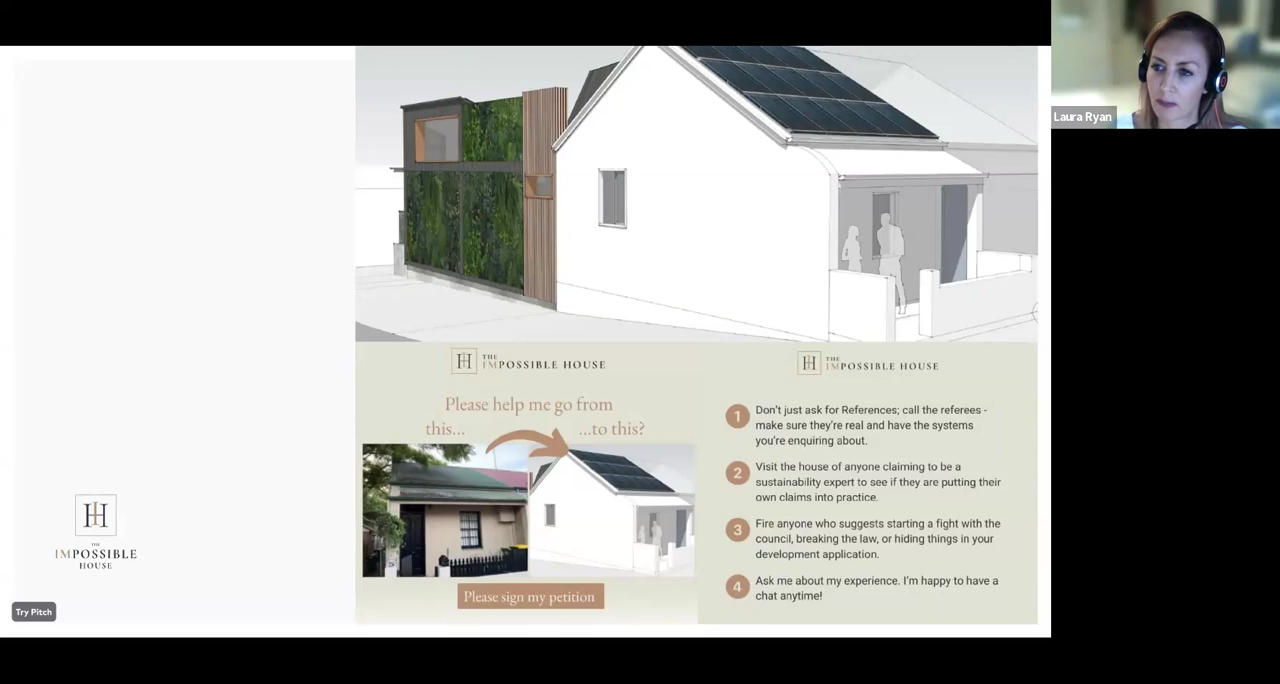 Laura Ryan
THE
IMPOSSIBLE HOUSE
Please help me go from
this... ...to this?
Please sign my petition
THE
IMPOSSIBLE HOUSE
1 Don't just ask for References; call the referees -
make sure they're real and have the systems
you're enquiring about.
2 Visit the house of anyone claiming to be a
sustainability expert to see if they are putting their
own claims into practice.
3 Fire anyone who suggests starting a fight with the
council, breaking the law, or hiding things in your
development application.
4 Ask me about my experience. I'm happy to have a
chat anytime!
THE
IMPOSSIBLE
HOUSE
Try Pitch